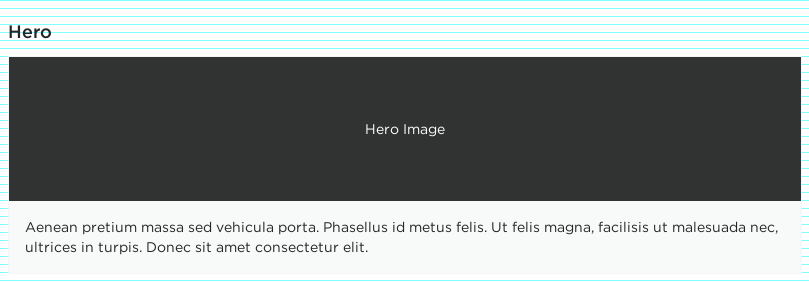 Hero
Hero Image
Aenean pretium massa sed vehicula porta. Phasellus id metus felis. Ut felis magna, facilisis ut malesuada nec,
ultrices in turpis. Donec sit amet consectetur elit.